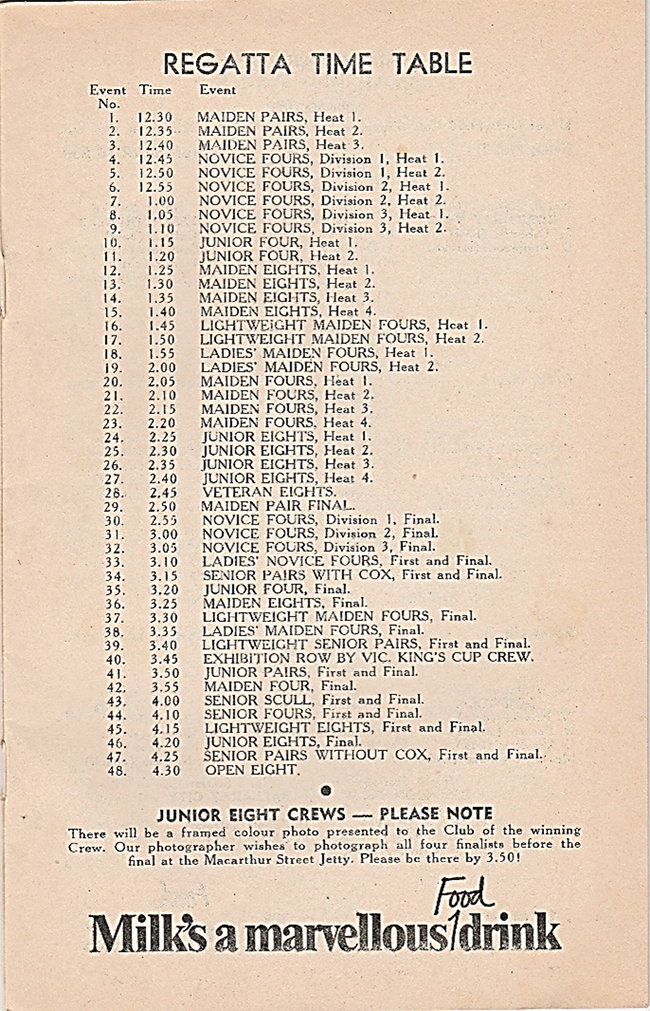 REGATTA TIME TABLE
Event Time Event
No.
1. 12.30 MAIDEN PAIRS, Heat 1.
2. 12.35 MAIDEN PAIRS, Heat 2.
3. 12.40 MAIDEN PAIRS, Heat 3.
4. 12.45 NOVICE FOURS, Division 1, Heat 1.
5. 12.50 NOVICE FOURS, Division 1, Heat 2.
6. 12.55 NOVICE FOURS, Division 2, Heat 1.
7. 1.00 NOVICE FOURS, Division 2, Heat 2.
8. 1.05 NOVICE FOURS, Division 3, Heat 1.
9. 1.10 NOVICE FOURS, Division 3, Heat 2.
10. 1.15 JUNIOR FOUR, Heat 1.
11. 1.20 JUNIOR FOUR, Heat 2.
12. 1.25 MAIDEN EIGHTS, Heat 1.
13. 1.30 MAIDEN EIGHTS, Heat 2.
14. 1.35 MAIDEN EIGHTS, Heat 3.
15. 1.40 MAIDEN EIGHTS, Heat 4.
16. 1.45 LIGHTWEIGHT MAIDEN FOURS, Heat 1.
17. 1.50 LIGHTWEIGHT MAIDEN FOURS, Heat 2.
18. 1.55 LADIES' MAIDEN FOURS, Heat 1.
19. 2.00 LADIES' MAIDEN FOURS, Heat 2.
20. 2.05 MAIDEN FOURS, Heat 1.
21. 2.10 MAIDEN FOURS, Heat 2.
22. 2.15 MAIDEN FOURS, Heat 3.
23. 2.20 MAIDEN FOURS, Heat 4.
24. 2.25 JUNIOR EIGHTS, Heat 1.
25. 2.30 JUNIOR EIGHTS, Heat 2.
26. 2.35 JUNIOR EIGHTS, Heat 3.
27. 2.40 JUNIOR EIGHTS, Heat 4.
28. 2.45 VETERAN EIGHTS.
29. 2.50 MAIDEN PAIR FINAL.
30. 2.55 NOVICE FOURS, Division 1, Final.
31. 3.00 NOVICE FOURS, Division 2, Final.
32. 3.05 NOVICE FOURS, Division 3, Final.
33. 3.10 LADIES' NOVICE FOURS, First and Final.
34. 3.15 SENIOR PAIRS WITH COX, First and Final.
35. 3.20 JUNIOR FOUR, Final.
36. 3.25 MAIDEN EIGHTS, Final.
37. 3.30 LIGHTWEIGHT MAIDEN FOURS, Final.
38. 3.35 LADIES' MAIDEN FOURS, Final.
39. 3.40 LIGHTWEIGHT SENIOR PAIRS, First and Final.
40. 3.45 EXHIBITION ROW BY VIC. KING'S CUP CREW.
41. 3.50 JUNIOR PAIRS, First and Final.
42. 3.55 MAIDEN FOUR, Final.
43. 4.00 SENIOR SCULL, First and Final.
44. 4.10 SENIOR FOURS, First and Final.
45. 4.15 LIGHTWEIGHT EIGHTS, First and Final.
46. 4.20 JUNIOR EIGHTS, Final.
47. 4.25 SENIOR PAIRS WITHOUT COX, First and Final.
48. 4.30 OPEN EIGHT.
JUNIOR EIGHT CREWS — PLEASE NOTE
There will be a framed colour photo presented to the Club of the winning
Crew. Our photographer wishes to photograph all four finalists before the
final at the Macarthur Street Jetty. Please be there by 3.50!
Food
Milk's a marvellous drink